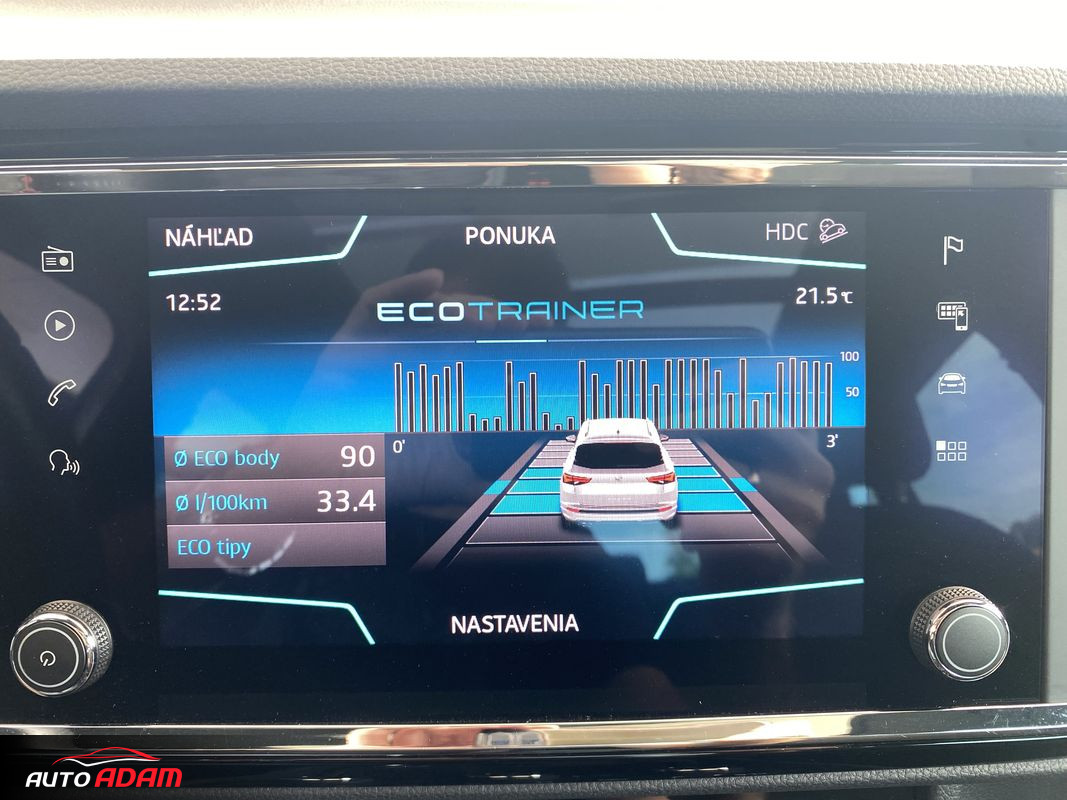 NÁHĽAD
PONUKA
HDC
12:52
ECOTRAINER
21.5°C
100
50
0'
3'
Ø ECO body 90
Ø l/100km 33.4
ECO tipy
NASTAVENIA
AUTO ADAM